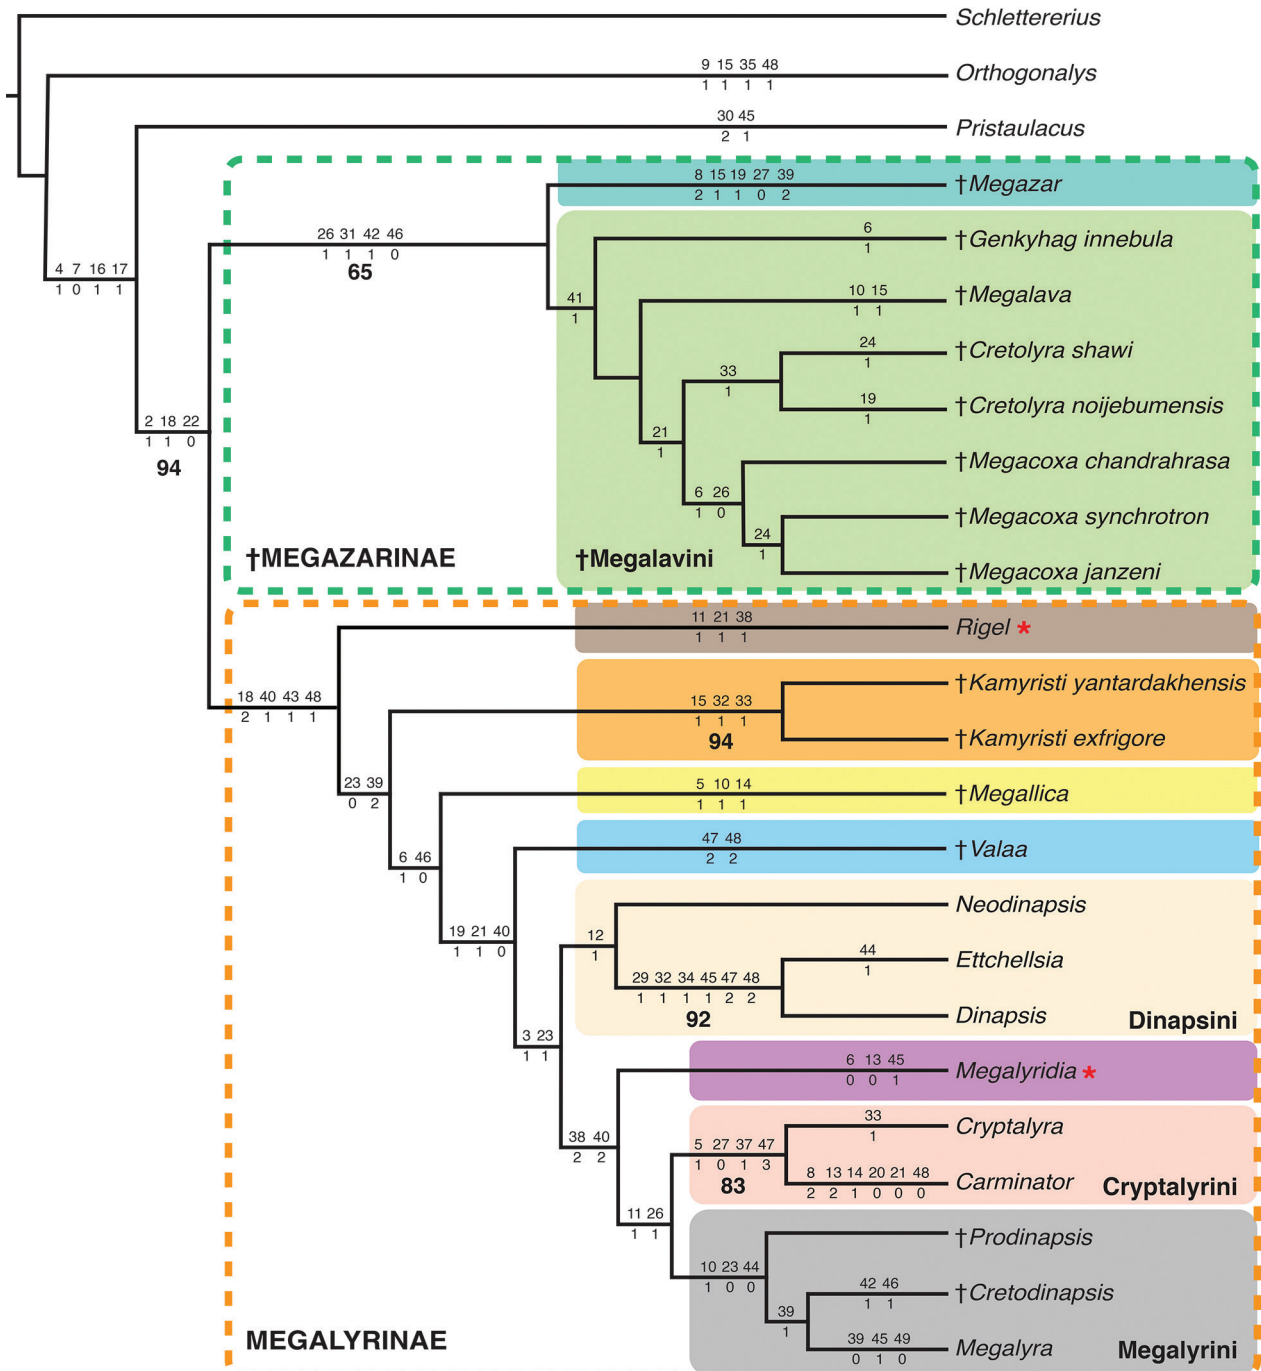 Schlettererius
9 15 35 48
1 1 1 1
Orthogonalys
30 45
2 1
Pristaulacus
8 15 19 27 39
2 1 1 0 2
†Megazar
26 31 42 46
1 1 1 0
65
6
1
†Genkyhag innebula
4 7 16 17
1 0 1 1
41
1
10 15
1 1
†Megalava
24
1
†Cretolyra shawi
33
1
19
1
†Cretolyra noijebumensis
2 18 22
1 1 0
94
21
1
†Megacoxa chandrahrasa
6 26
1 0
†Megacoxa synchrotron
24
1
†Megacoxa janzeni
†MEGAZARINAE
†Megalavini
11 21 38
1 1 1
Rigel *
18 40 43 48
2 1 1 1
†Kamyristi yantardakhensis
15 32 33
1 1 1
94
†Kamyristi exfrigore
23 39
0 2
5 10 14
1 1 1
†Megallica
6 46
1 0
47 48
2 2
†Valaa
19 21 40
1 1 0
Neodinapsis
12
1
44
1
Ettchellsia
29 32 34 45 47 48
1 1 1 1 2 2
92
Dinapsis
Dinapsini
3 23
1 1
6 13 45
0 0 1
Megalyridia *
38 40
2 2
33
1
Cryptalyra
5 27 37 47
1 0 1 3
83
8 13 14 20 21 48
2 2 1 0 0 0
Carminator
Cryptalyrini
11 26
1 1
†Prodinapsis
10 23 44
1 0 0
42 46
1 1
†Cretodinapsis
39
1
39 45 49
0 1 0
Megalyra
Megalyrini
MEGALYRINAE